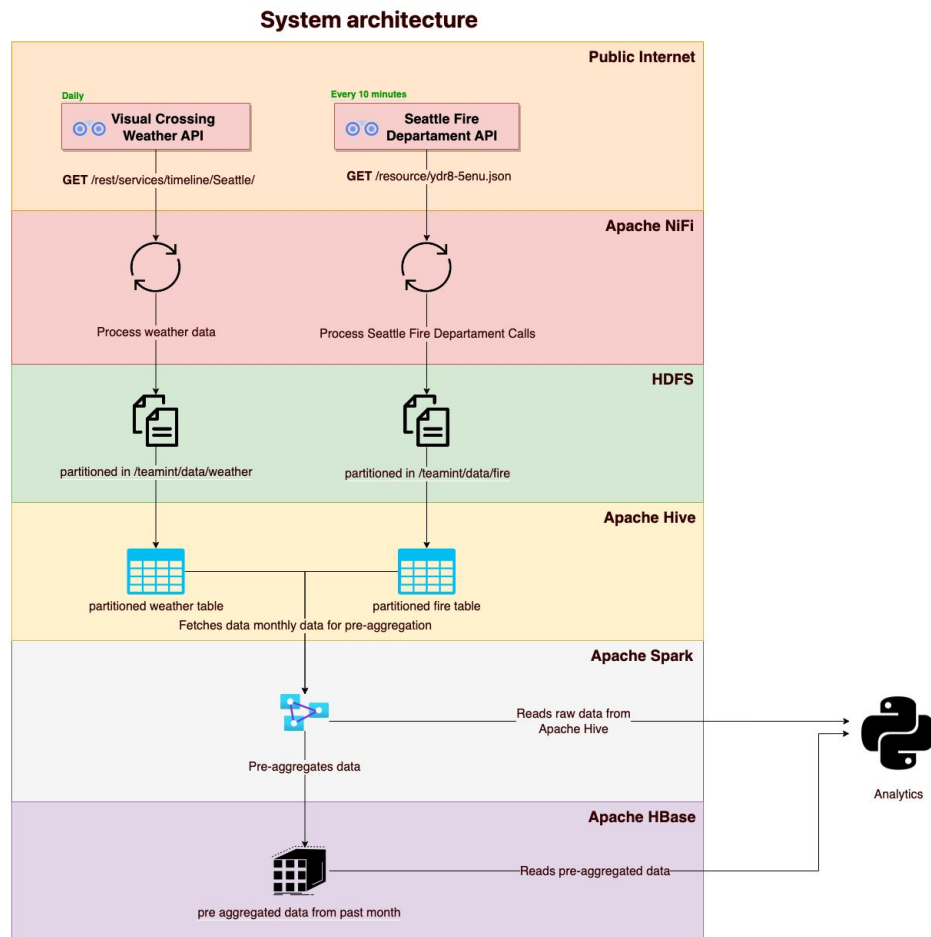 System architecture
Public Internet
Daily
Every 10 minutes
Visual Crossing
Weather API
Seattle Fire
Departament API
GET /rest/services/timeline/Seattle/
GET /resource/ydr8-5enu.json
Apache NiFi
Process weather data
Process Seattle Fire Departament Calls
HDFS
partitioned in /teamint/data/weather
partitioned in /teamint/data/fire
Apache Hive
partitioned weather table
partitioned fire table
Fetches data monthly data for pre-aggregation
Apache Spark
Reads raw data from
Apache Hive
Pre-aggregates data
Analytics
Apache HBase
Reads pre-aggregated data
pre aggregated data from past month